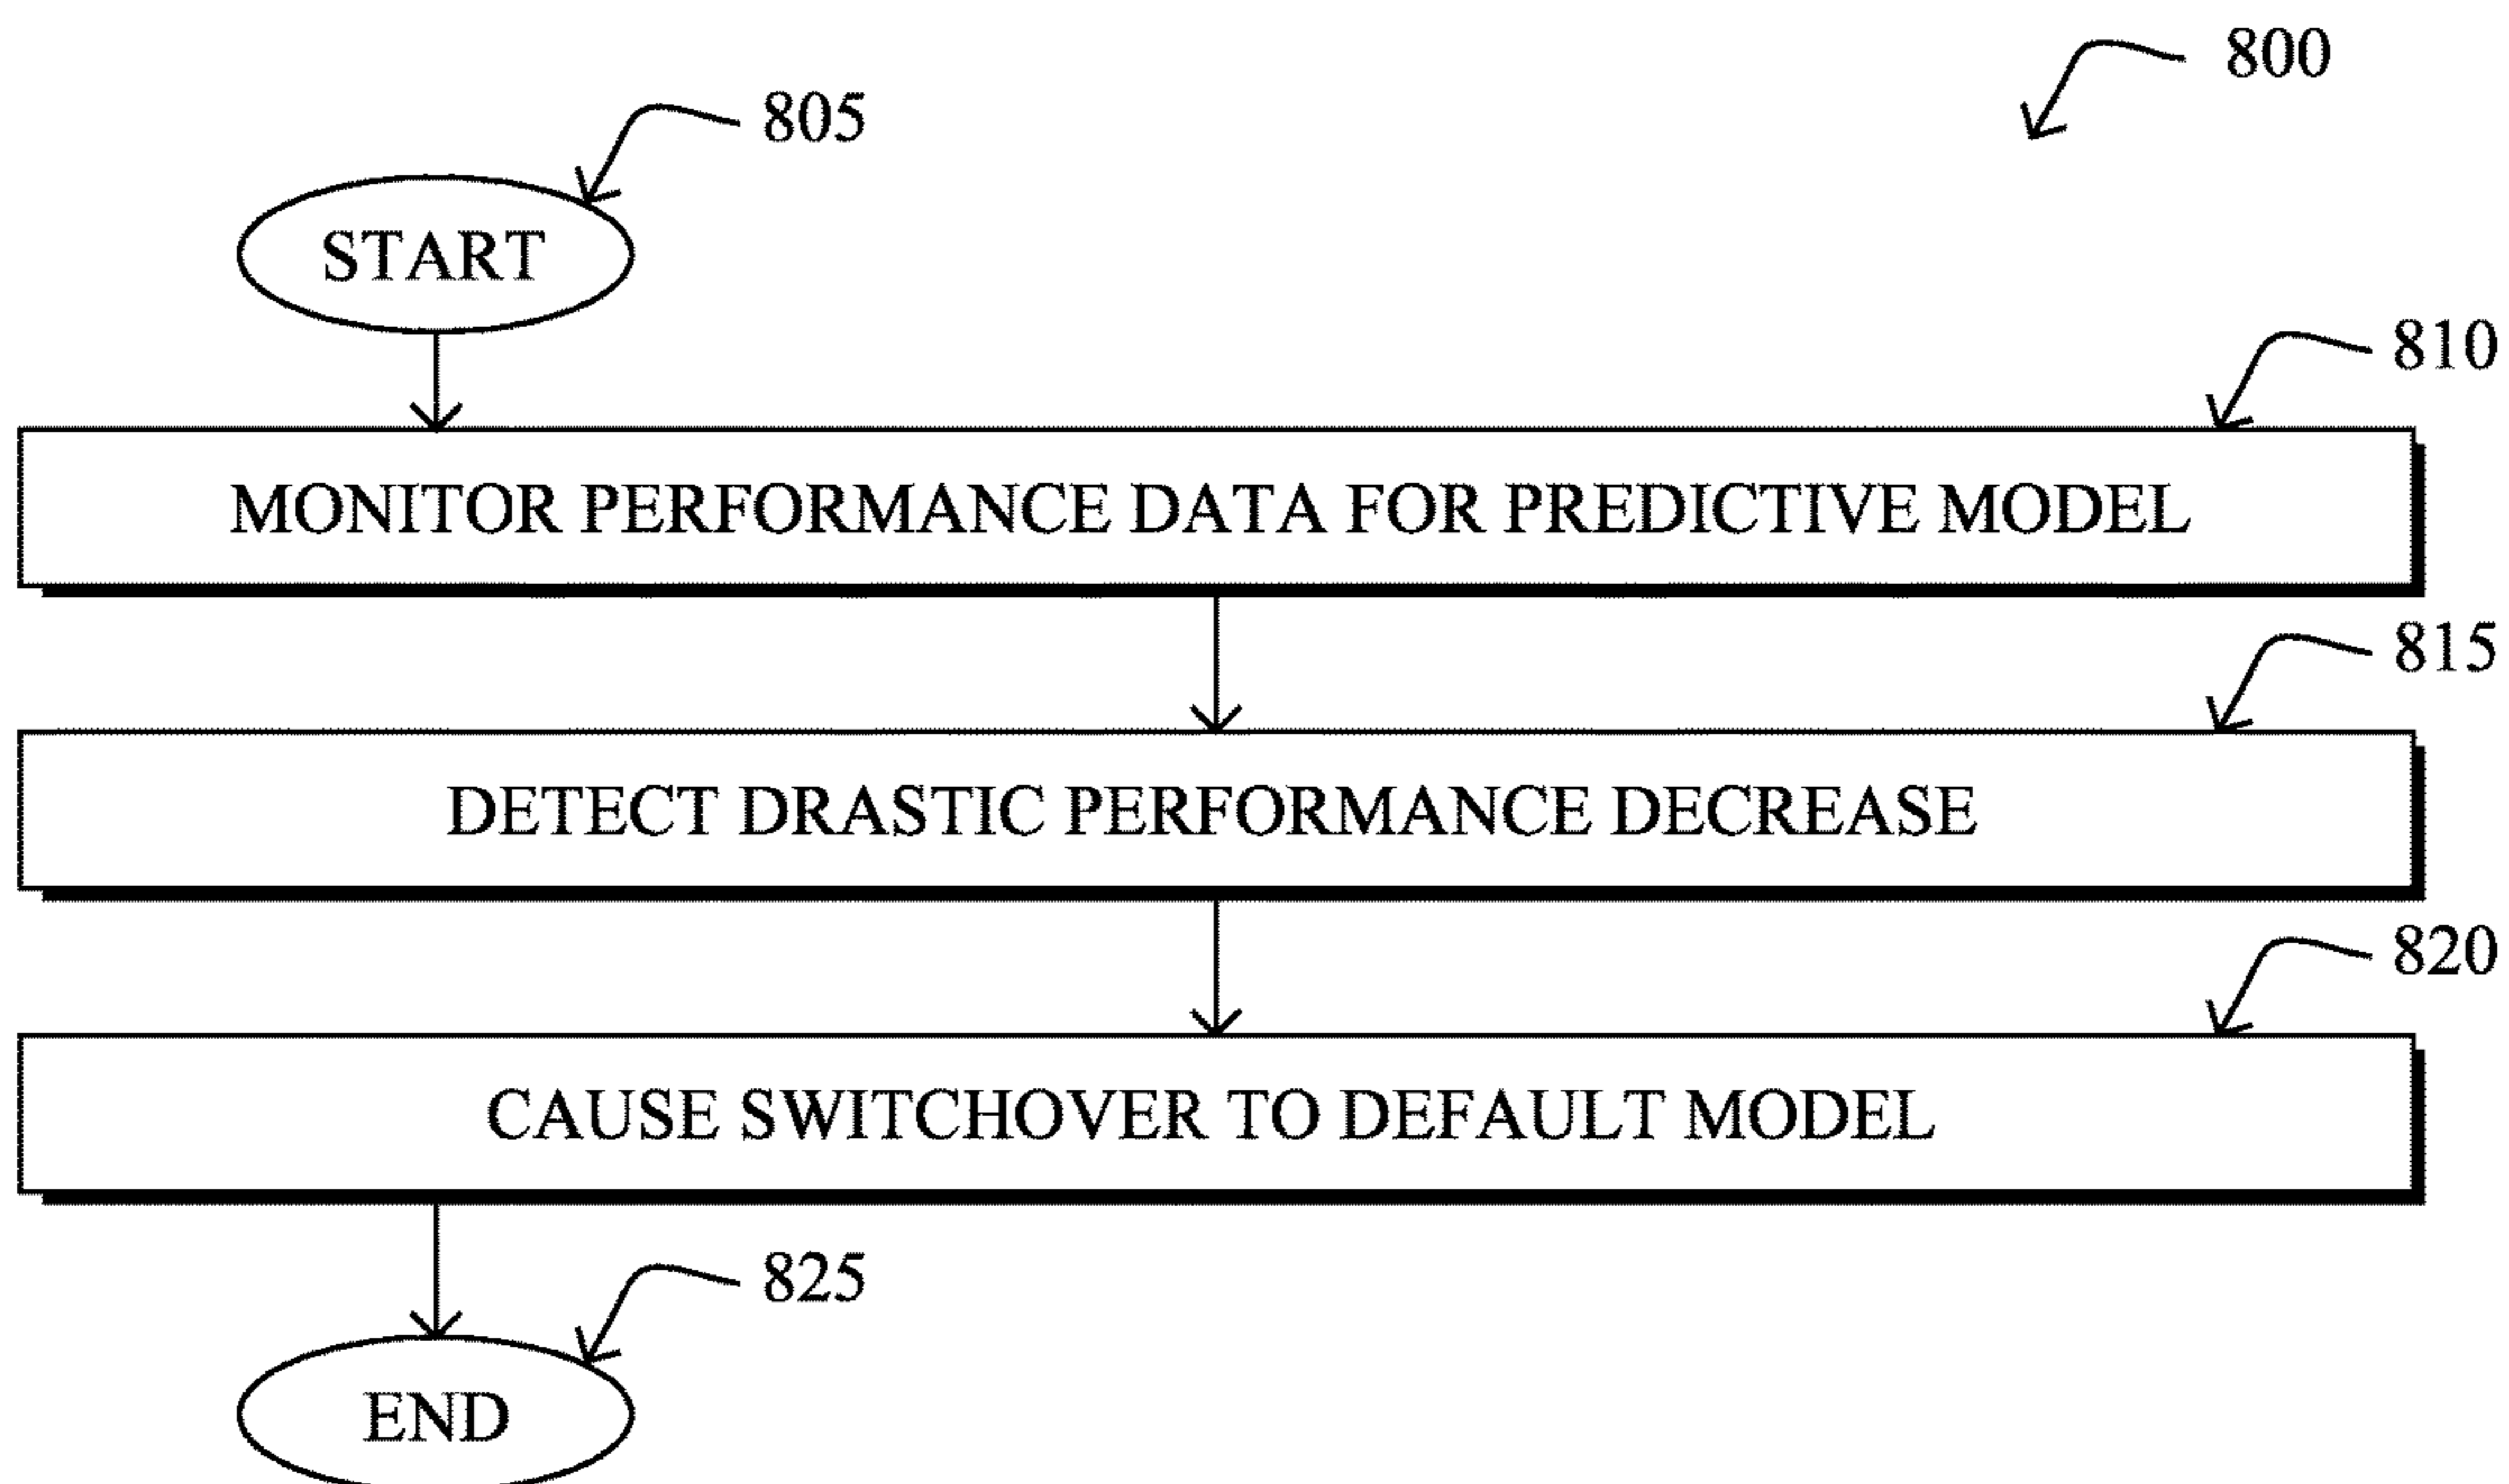 800
805
START
810
MONITOR PERFORMANCE DATA FOR PREDICTIVE MODEL
815
DETECT DRASTIC PERFORMANCE DECREASE
820
CAUSE SWITCHOVER TO DEFAULT MODEL
825
END